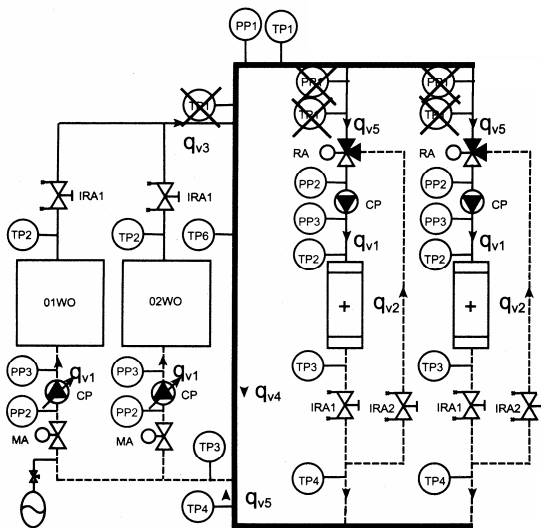 PP1 TP1
TP1 PP1 PP1
TP1 TP1
qv3 qv5 qv5
RA RA
IRA1 IRA1 PP2 PP2
CP CP
PP3 PP3
TP2 TP2 TP6 qv1 qv1
TP2 TP2
01WO 02WO
+ +
qv2 qv2
PP3 qv1 PP3 qv1 TP3 TP3
CP CP
PP2 PP2 qv4
IRA1 IRA2 IRA1 IRA2
MA MA
TP3
TP4 TP4
TP4 qv5